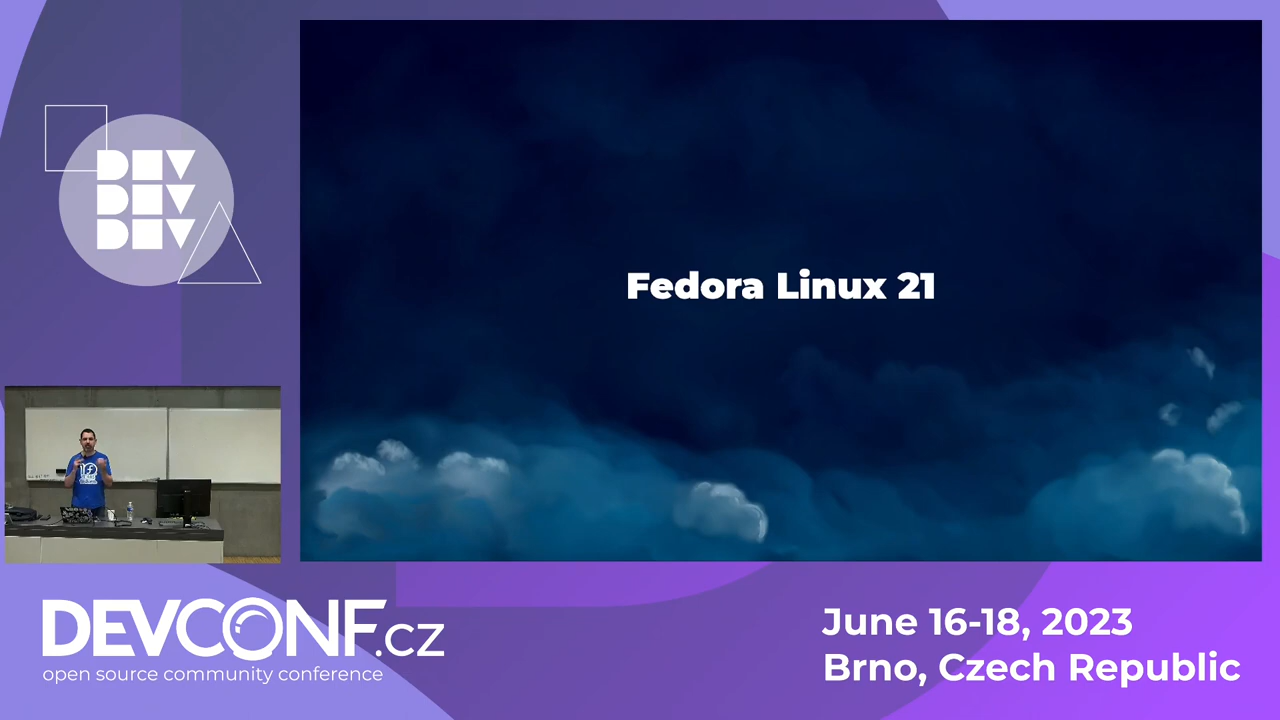 DEV
DEV
DEV
Fedora Linux 21
DEVCONF.cz
open source community conference
June 16-18, 2023
Brno, Czech Republic